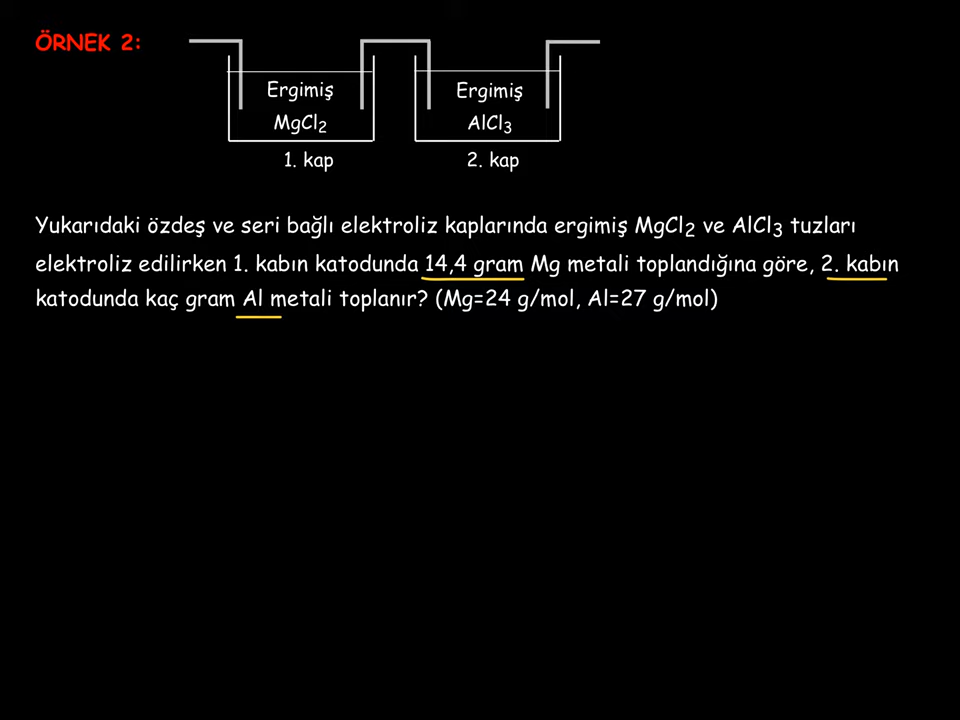 ÖRNEK 2:
Ergimiş
MgCl2
1. kap
Ergimiş
AlCl3
2. kap
Yukarıdaki özdeş ve seri bağlı elektroliz kaplarında ergimiş MgCl2 ve AlCl3 tuzları
elektroliz edilirken 1. kabın katodunda 14,4 gram Mg metali toplandığına göre, 2. kabın
katodunda kaç gram Al metali toplanır? (Mg=24 g/mol, Al=27 g/mol)